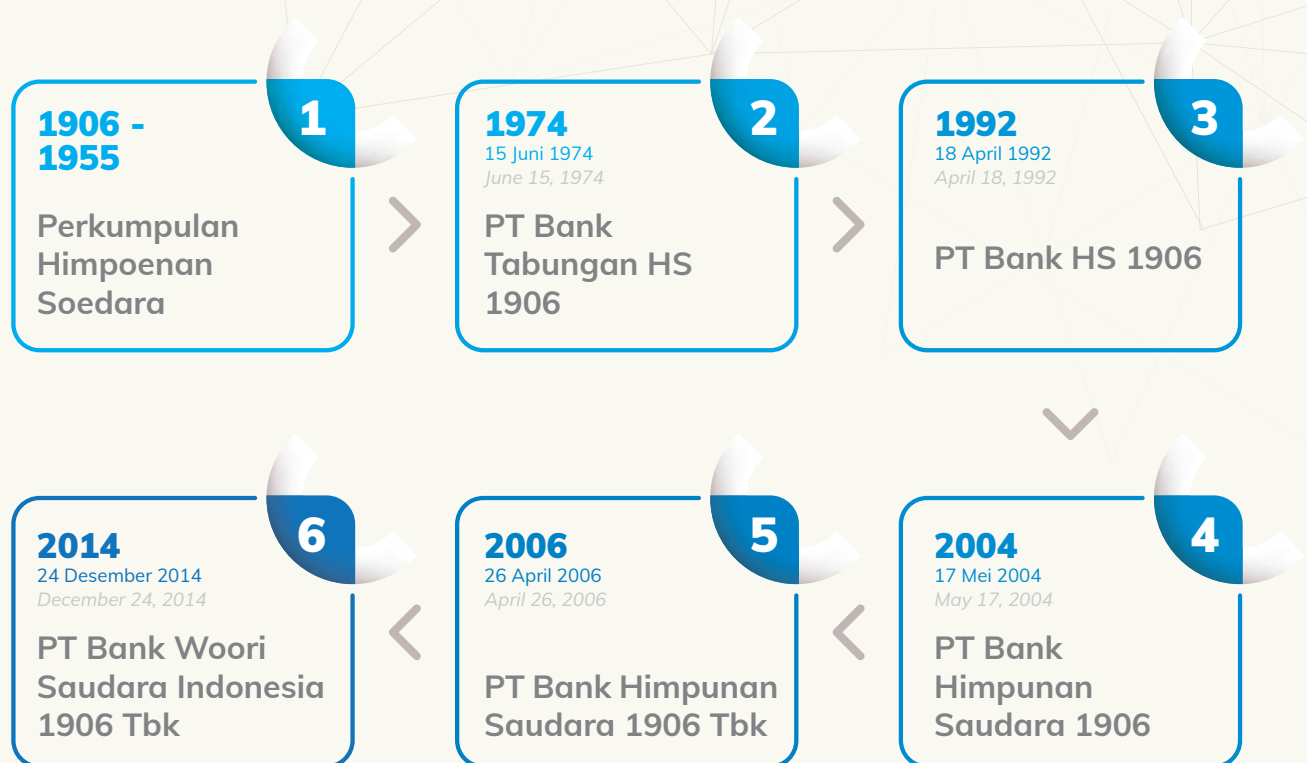 1
1906 -
1955
Perkumpulan
Himpoenan
Soedara
2
1974
15 Juni 1974
June 15, 1974
PT Bank
Tabungan HS
1906
3
1992
18 April 1992
April 18, 1992
PT Bank HS 1906
4
2004
17 Mei 2004
May 17, 2004
PT Bank
Himpunan
Saudara 1906
5
2006
26 April 2006
April 26, 2006
PT Bank Himpunan
Saudara 1906 Tbk
6
2014
24 Desember 2014
December 24, 2014
PT Bank Woori
Saudara Indonesia
1906 Tbk